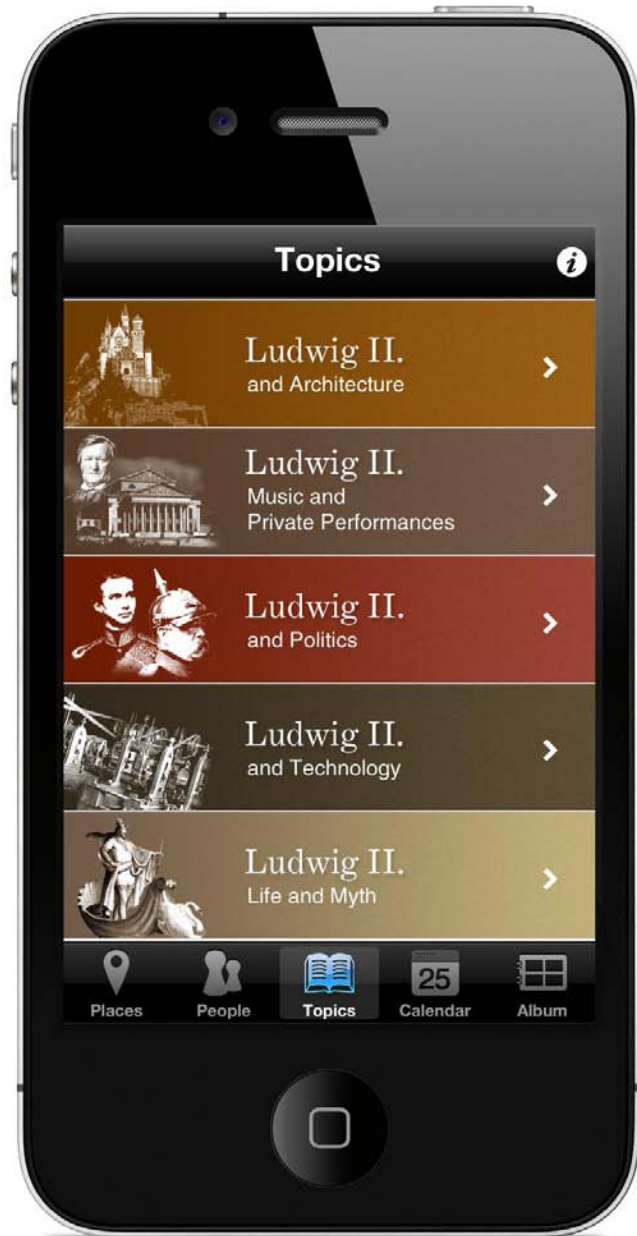 Topics
i
Ludwig II.
and Architecture
Ludwig II.
Music and
Private Performances
Ludwig II.
and Politics
Ludwig II.
and Technology
Ludwig II.
Life and Myth
25
Places People Topics Calendar Album